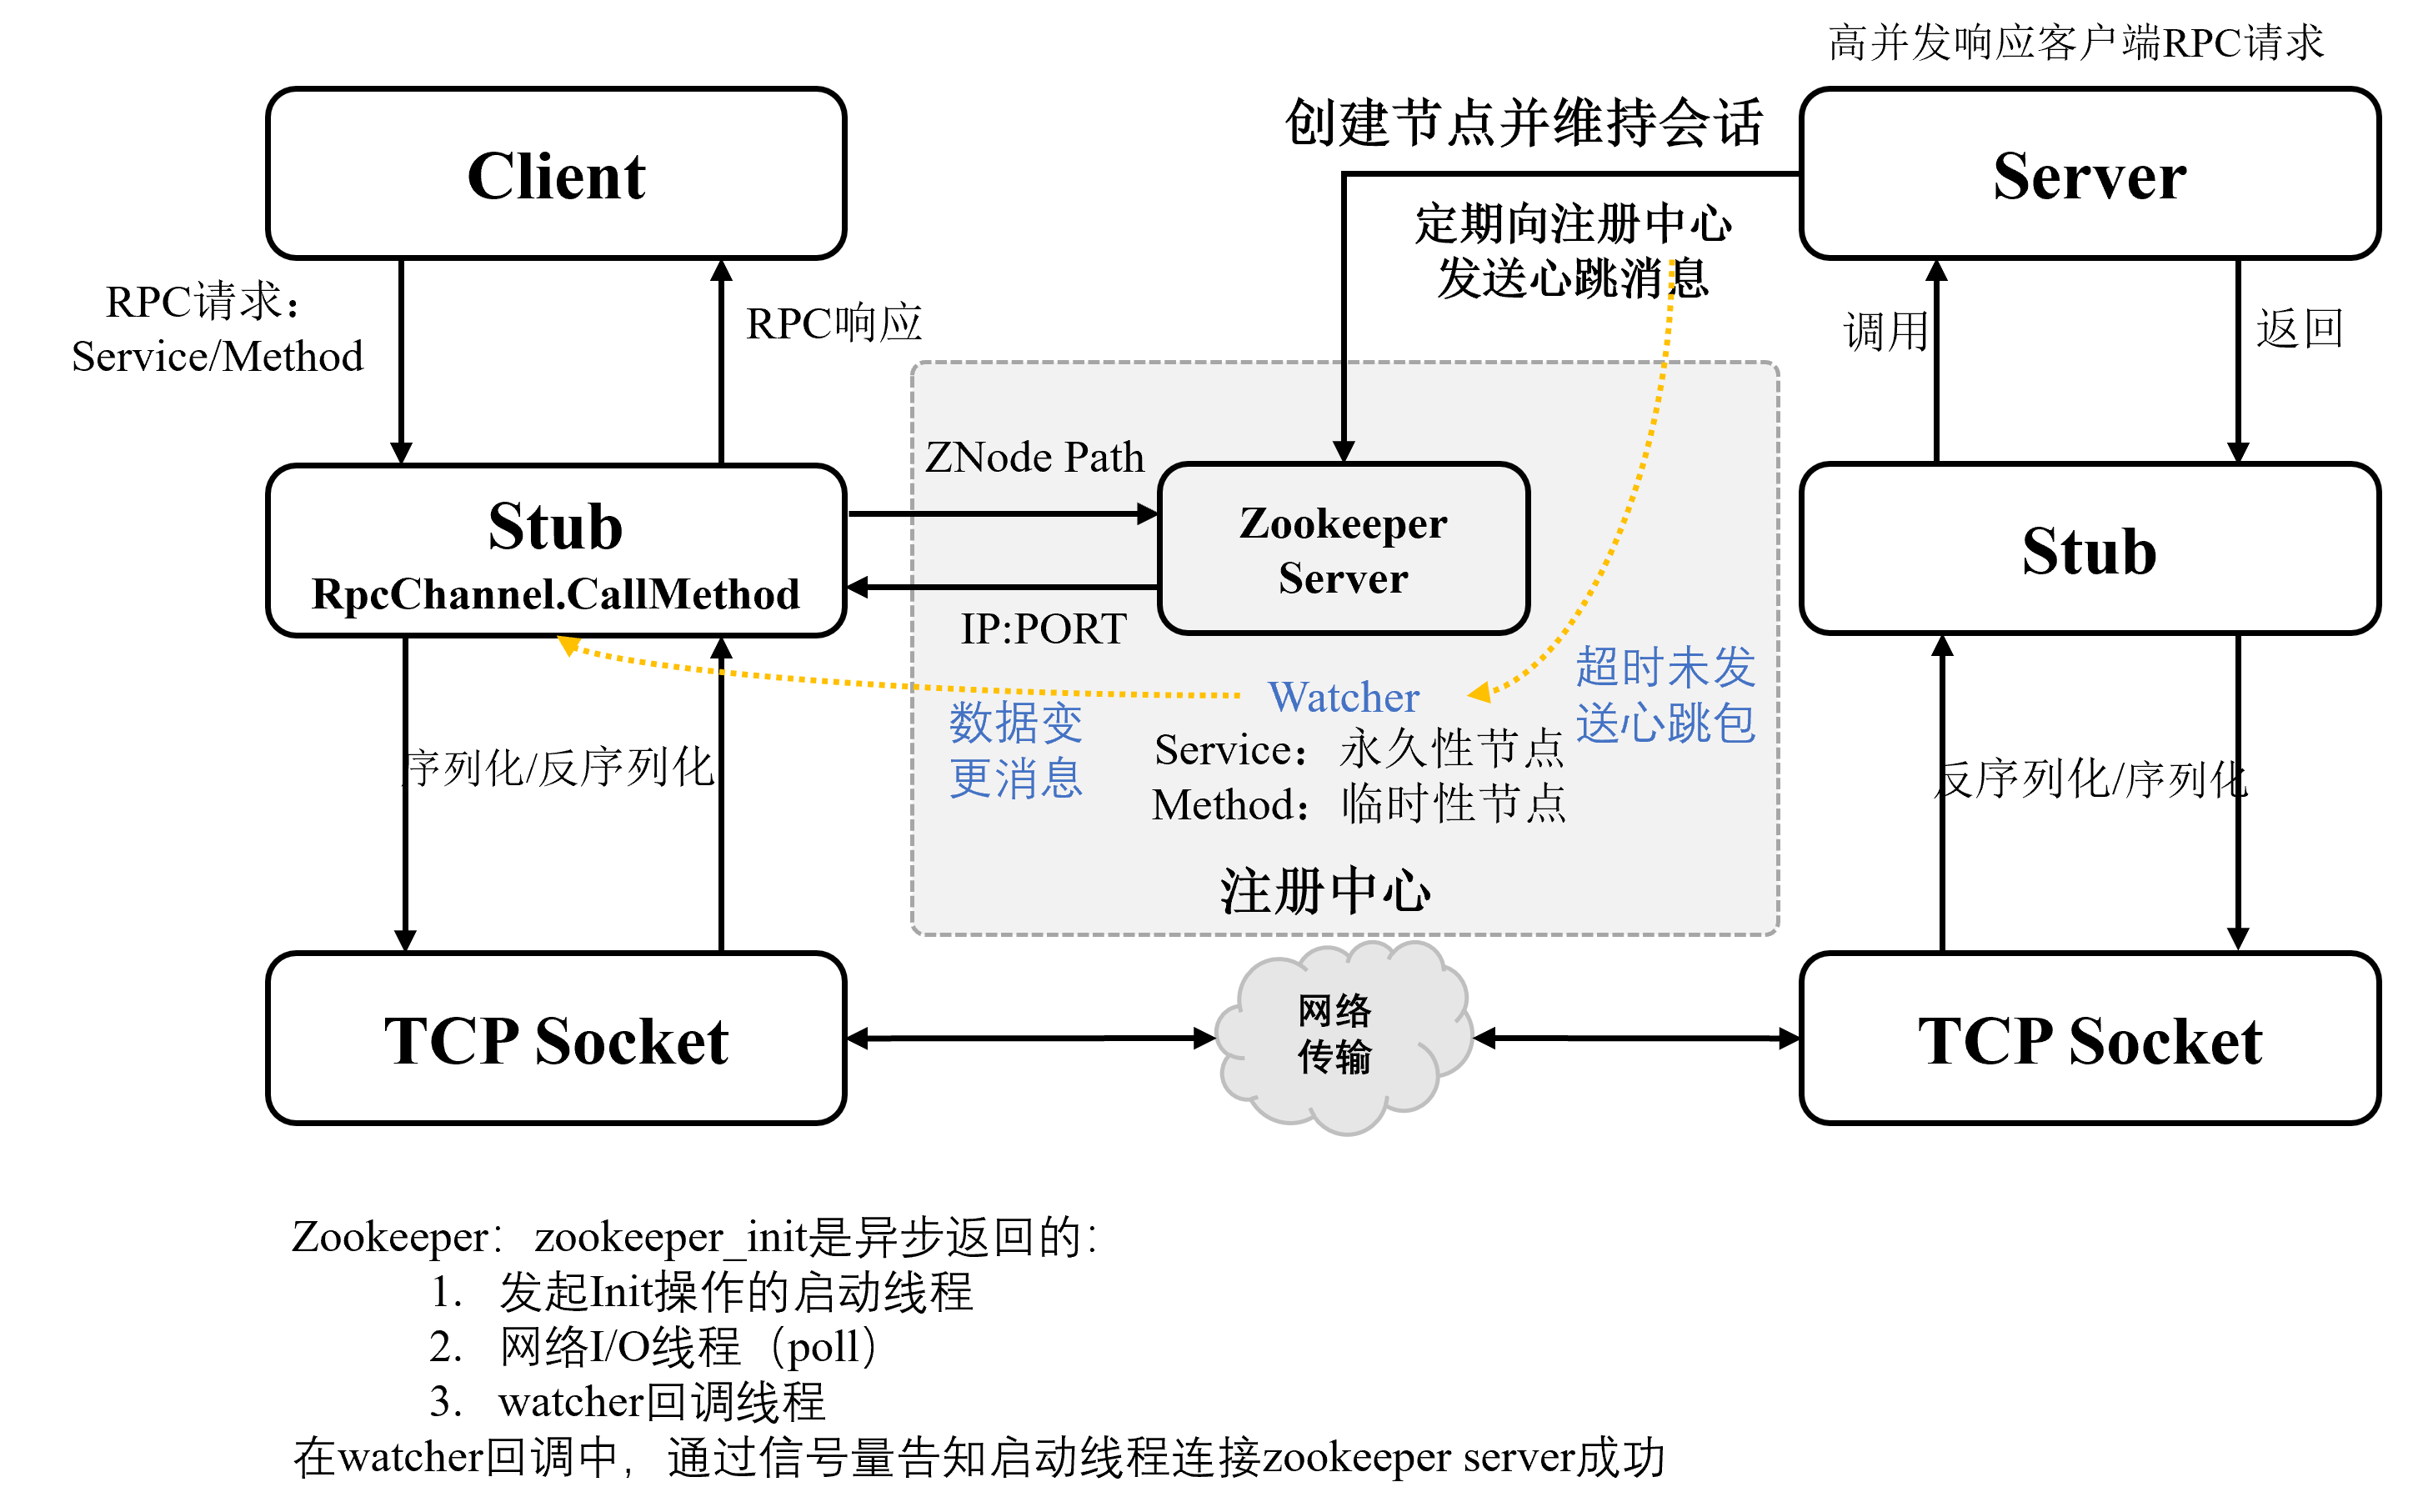 高并发响应客户端RPC请求
Client
创建节点并维持会话
Server
定期向注册中心
发送心跳消息
RPC请求：
Service/Method
RPC响应
调用
返回
ZNode Path
Stub
RpcChannel.CallMethod
Zookeeper
Server
Stub
IP:PORT
Watcher
超时未发
送心跳包
数据变
更消息
Service：永久性节点
Method：临时性节点
序列化/反序列化
反序列化/序列化
注册中心
TCP Socket
网络
传输
TCP Socket
Zookeeper：zookeeper_init是异步返回的：
1. 发起Init操作的启动线程
2. 网络I/O线程（poll）
3. watcher回调线程
在watcher回调中，通过信号量告知启动线程连接zookeeper server成功